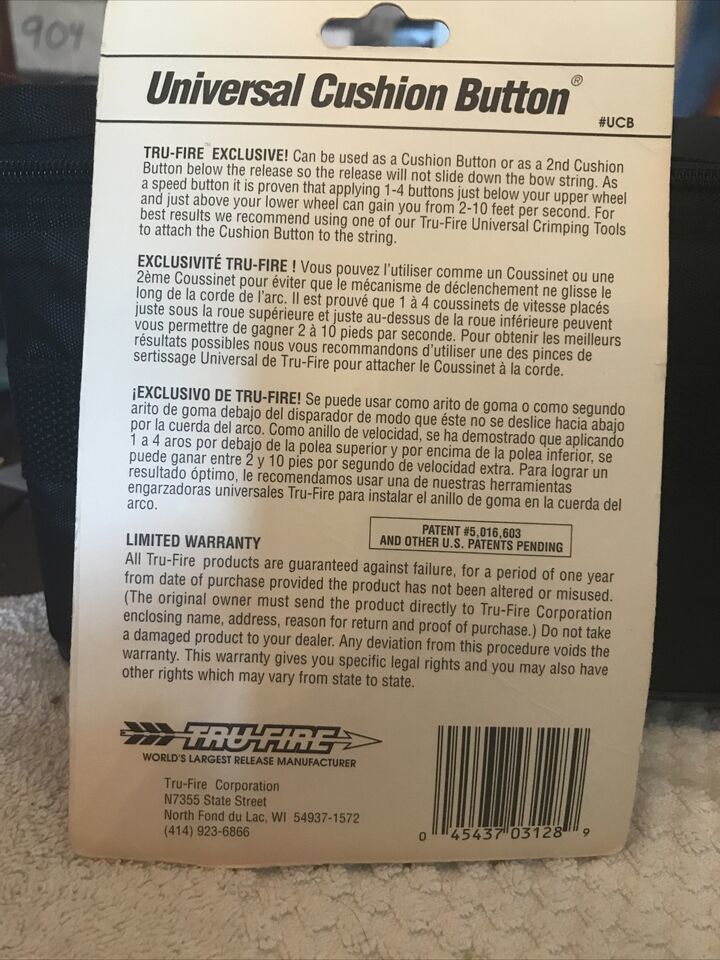 904
Universal Cushion Button®
#UCB
TRU-FIRE™ EXCLUSIVE! Can be used as a Cushion Button or as a 2nd Cushion
Button below the release so the release will not slide down the bow string. As
a speed button it is proven that applying 1-4 buttons just below your upper wheel
and just above your lower wheel can gain you from 2-10 feet per second. For
best results we recommend using one of our Tru-Fire Universal Crimping Tools
to attach the Cushion Button to the string.
EXCLUSIVITÉ TRU-FIRE ! Vous pouvez l'utiliser comme un Coussinet ou une
2ème Coussinet pour éviter que le mécanisme de déclenchement ne glisse le
long de la corde de l'arc. Il est prouvé que 1 à 4 coussinets de vitesse placés
juste sous la roue supérieure et juste au-dessus de la roue inférieure peuvent
vous permettre de gagner 2 à 10 pieds par seconde. Pour obtenir les meilleurs
résultats possibles nous vous recommandons d'utiliser une des pinces de
sertissage Universal de Tru-Fire pour attacher le Coussinet à la corde.
¡EXCLUSIVO DE TRU-FIRE! Se puede usar como arito de goma o como segundo
arito de goma debajo del disparador de modo que éste no se deslice hacia abajo
por la cuerda del arco. Como anillo de velocidad, se ha demostrado que aplicando
1 a 4 aros por debajo de la polea superior y por encima de la polea inferior, se
puede ganar entre 2 y 10 pies por segundo de velocidad extra. Para lograr un
resultado óptimo, le recomendamos usar una de nuestras herramientas
engarzadoras universales Tru-Fire para instalar el anillo de goma en la cuerda del
arco.
PATENT #5,016,603
AND OTHER U.S. PATENTS PENDING
LIMITED WARRANTY
All Tru-Fire products are guaranteed against failure, for a period of one year
from date of purchase provided the product has not been altered or misused.
(The original owner must send the product directly to Tru-Fire Corporation
enclosing name, address, reason for return and proof of purchase.) Do not take
a damaged product to your dealer. Any deviation from this procedure voids the
warranty. This warranty gives you specific legal rights and you may also have
other rights which may vary from state to state.
TRU-FIRE
WORLD'S LARGEST RELEASE MANUFACTURER
Tru-Fire Corporation
N7355 State Street
North Fond du Lac, WI 54937-1572
(414) 923-6866
0 45437 03128 9